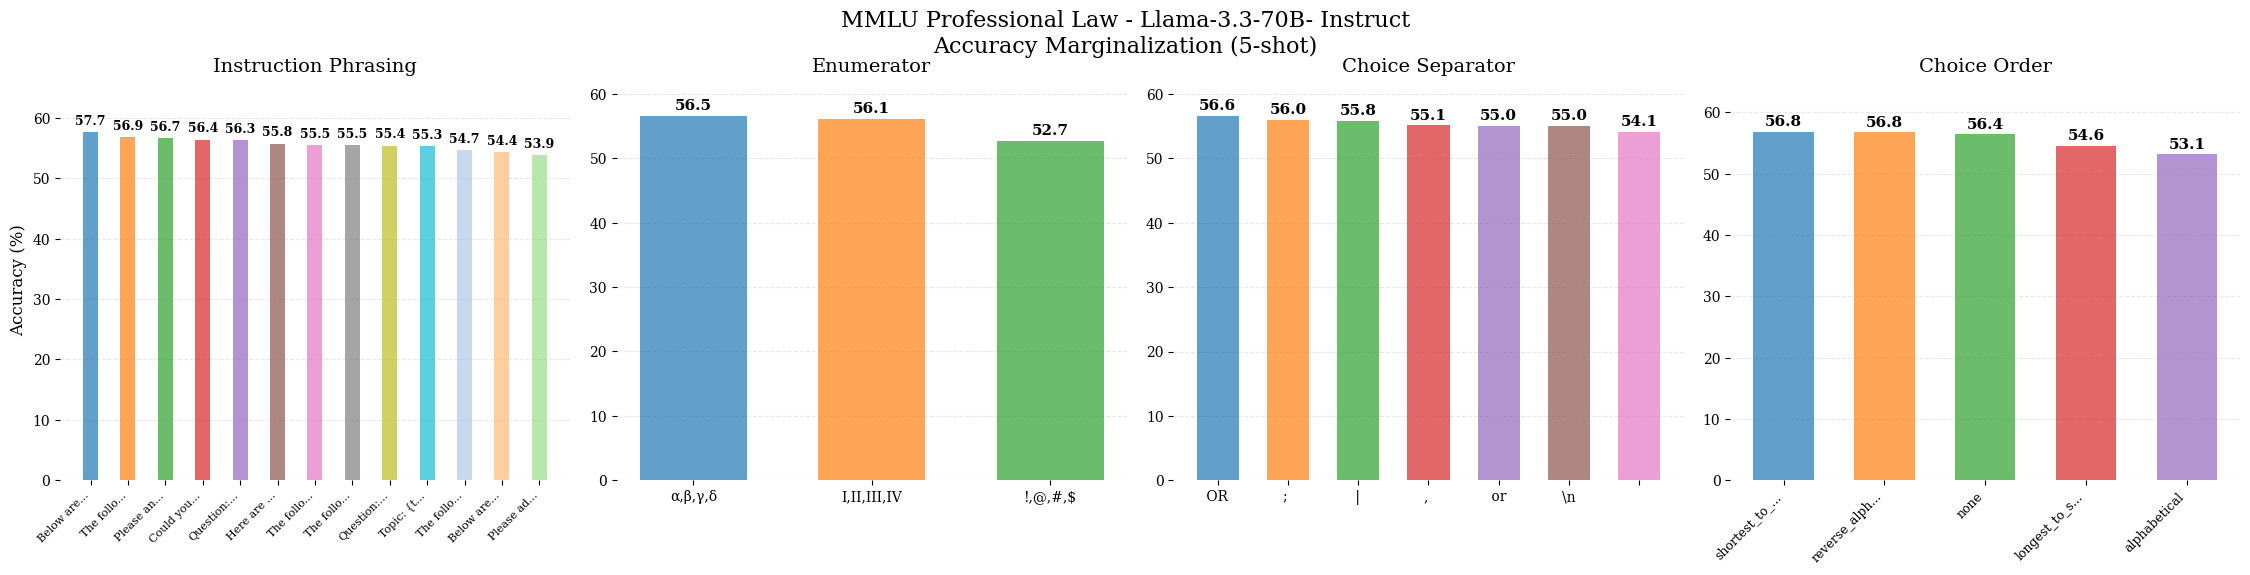 MMLU Professional Law - Llama-3.3-70B- Instruct
Accuracy Marginalization (5-shot)
Instruction Phrasing
Accuracy (%)
60
50
40
30
20
10
0
57.7 56.9 56.7 56.4 56.3 55.8 55.5 55.5 55.4 55.3 54.7 54.4 53.9
Below are...
The follo...
Please an...
Could you...
Question:...
Here are ...
The follo...
The follo...
Question:...
Topic: {t...
The follo...
Below are...
Please ad...
Enumerator
60
50
40
30
20
10
0
56.5 56.1 52.7
α,β,γ,δ I,II,III,IV !,@,#,$
Choice Separator
60
50
40
30
20
10
0
56.6 56.0 55.8 55.1 55.0 55.0 54.1
OR ; | , or \n
Choice Order
60
50
40
30
20
10
0
56.8 56.8 56.4 54.6 53.1
shortest_to_...
reverse_alph...
none
longest_to_s...
alphabetical